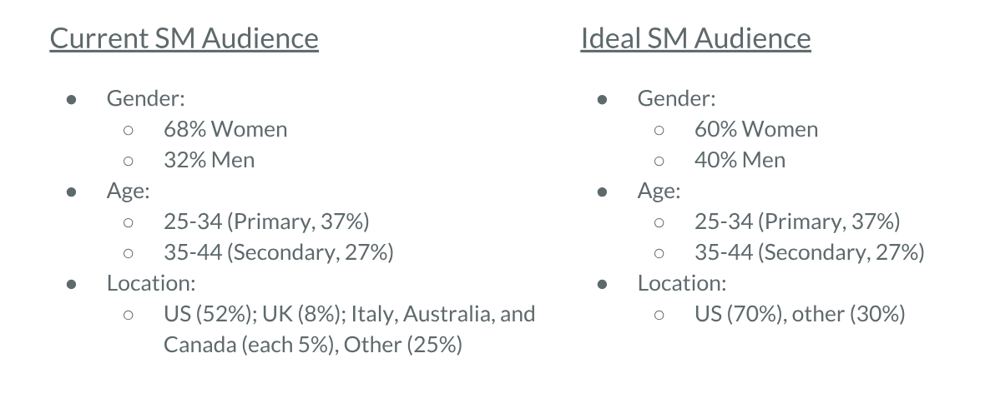 Current SM Audience
● Gender:
○ 68% Women
○ 32% Men
● Age:
○ 25-34 (Primary, 37%)
○ 35-44 (Secondary, 27%)
● Location:
○ US (52%); UK (8%); Italy, Australia, and
Canada (each 5%), Other (25%)
Ideal SM Audience
● Gender:
○ 60% Women
○ 40% Men
● Age:
○ 25-34 (Primary, 37%)
○ 35-44 (Secondary, 27%)
● Location:
○ US (70%), other (30%)